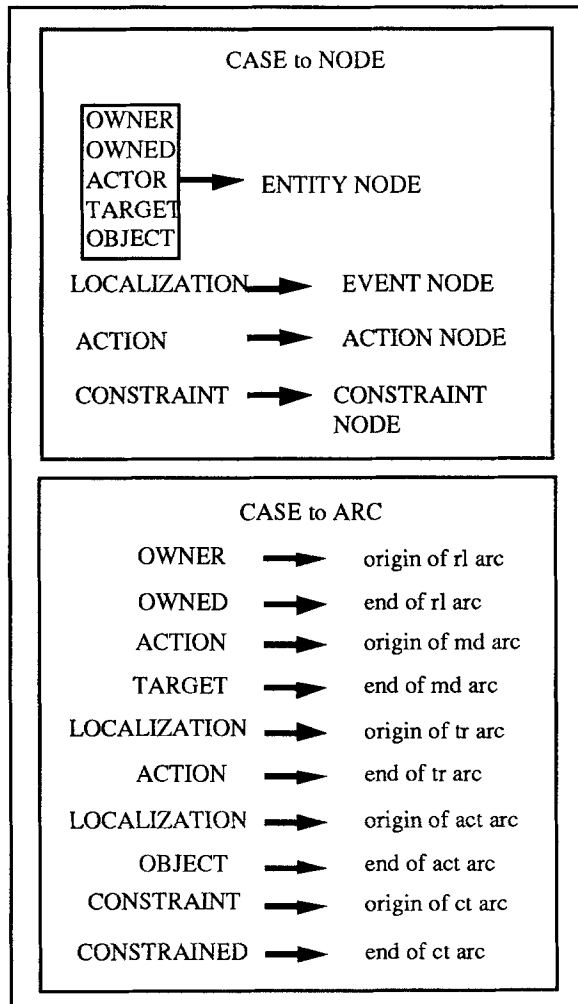 CASE to NODE
OWNER
OWNED
ACTOR
TARGET
OBJECT
ENTITY NODE
LOCALIZATION EVENT NODE
ACTION ACTION NODE
CONSTRAINT CONSTRAINT
NODE
CASE to ARC
OWNER origin of rl arc
OWNED end of rl arc
ACTION origin of md arc
TARGET end of md arc
LOCALIZATION origin of tr arc
ACTION end of tr arc
LOCALIZATION origin of act arc
OBJECT end of act arc
CONSTRAINT origin of ct arc
CONSTRAINED end of ct arc